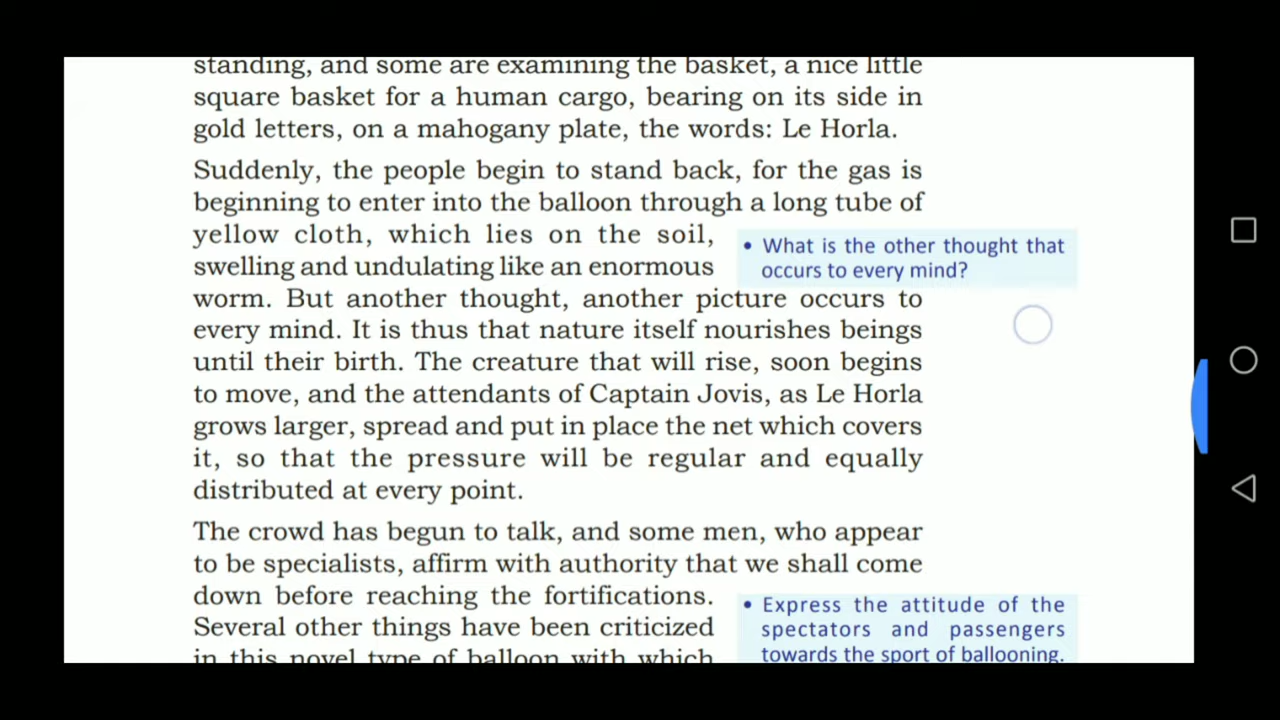 standing, and some are examining the basket, a nice little
square basket for a human cargo, bearing on its side in
gold letters, on a mahogany plate, the words: Le Horla.
Suddenly, the people begin to stand back, for the gas is
beginning to enter into the balloon through a long tube of
yellow cloth, which lies on the soil,
swelling and undulating like an enormous
worm. But another thought, another picture occurs to
every mind. It is thus that nature itself nourishes beings
until their birth. The creature that will rise, soon begins
to move, and the attendants of Captain Jovis, as Le Horla
grows larger, spread and put in place the net which covers
it, so that the pressure will be regular and equally
distributed at every point.
• What is the other thought that
occurs to every mind?
The crowd has begun to talk, and some men, who appear
to be specialists, affirm with authority that we shall come
down before reaching the fortifications.
Several other things have been criticized
in this novel type of balloon with which
• Express the attitude of the
spectators and passengers
towards the sport of ballooning.